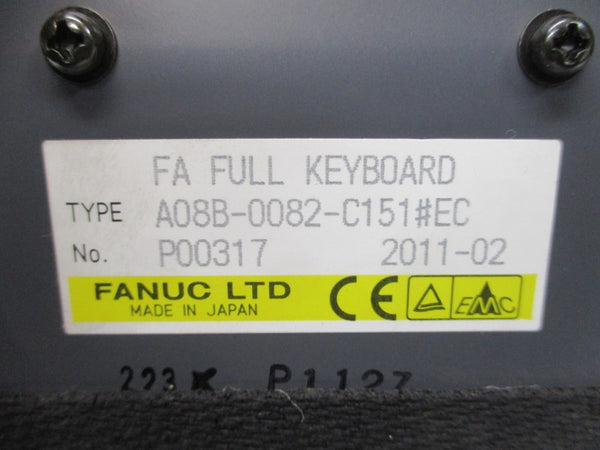 FA FULL KEYBOARD
TYPE A08B-0082-C151#EC
No. P00317 2011-02
FANUC LTD CE EMC
MADE IN JAPAN